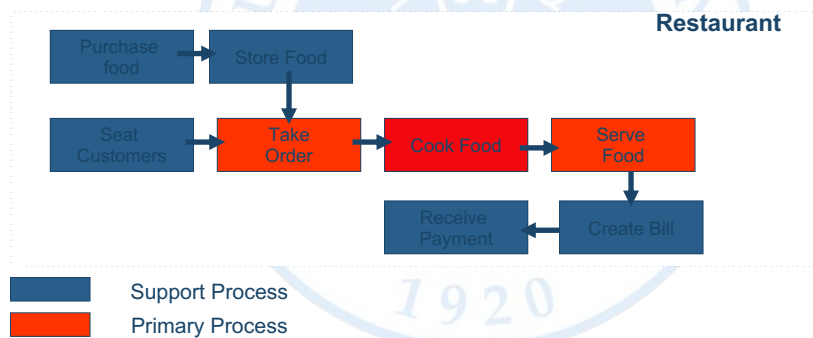 Restaurant
Purchase
food
Store Food
Seat
Customers
Take
Order
Cook Food
Serve
Food
Receive
Payment
Create Bill
Support Process
Primary Process
1920